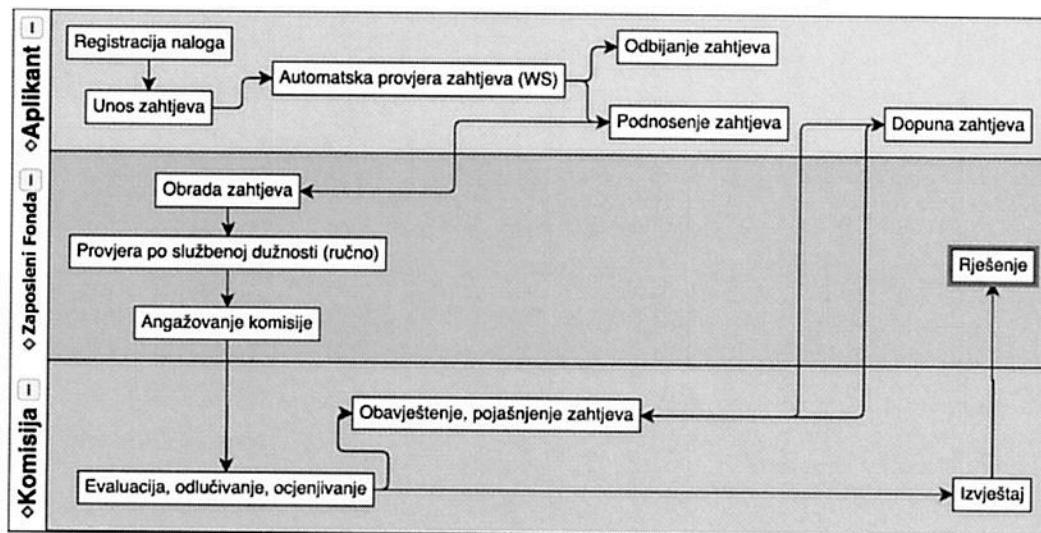 ◇Aplikant
Registracija naloga
Unos zahtjeva
Automatska provjera zahtjeva (WS)
Odbijanje zahtjeva
Podnosenje zahtjeva
Dopuna zahtjeva
◇Zaposleni Fonda
Obrada zahtjeva
Provjera po službenoj dužnosti (ručno)
Angažovanje komisije
Rješenje
◇Komisija
Obavještenje, pojašnjenje zahtjeva
Evaluacija, odlučivanje, ocjenjivanje
Izvještaj